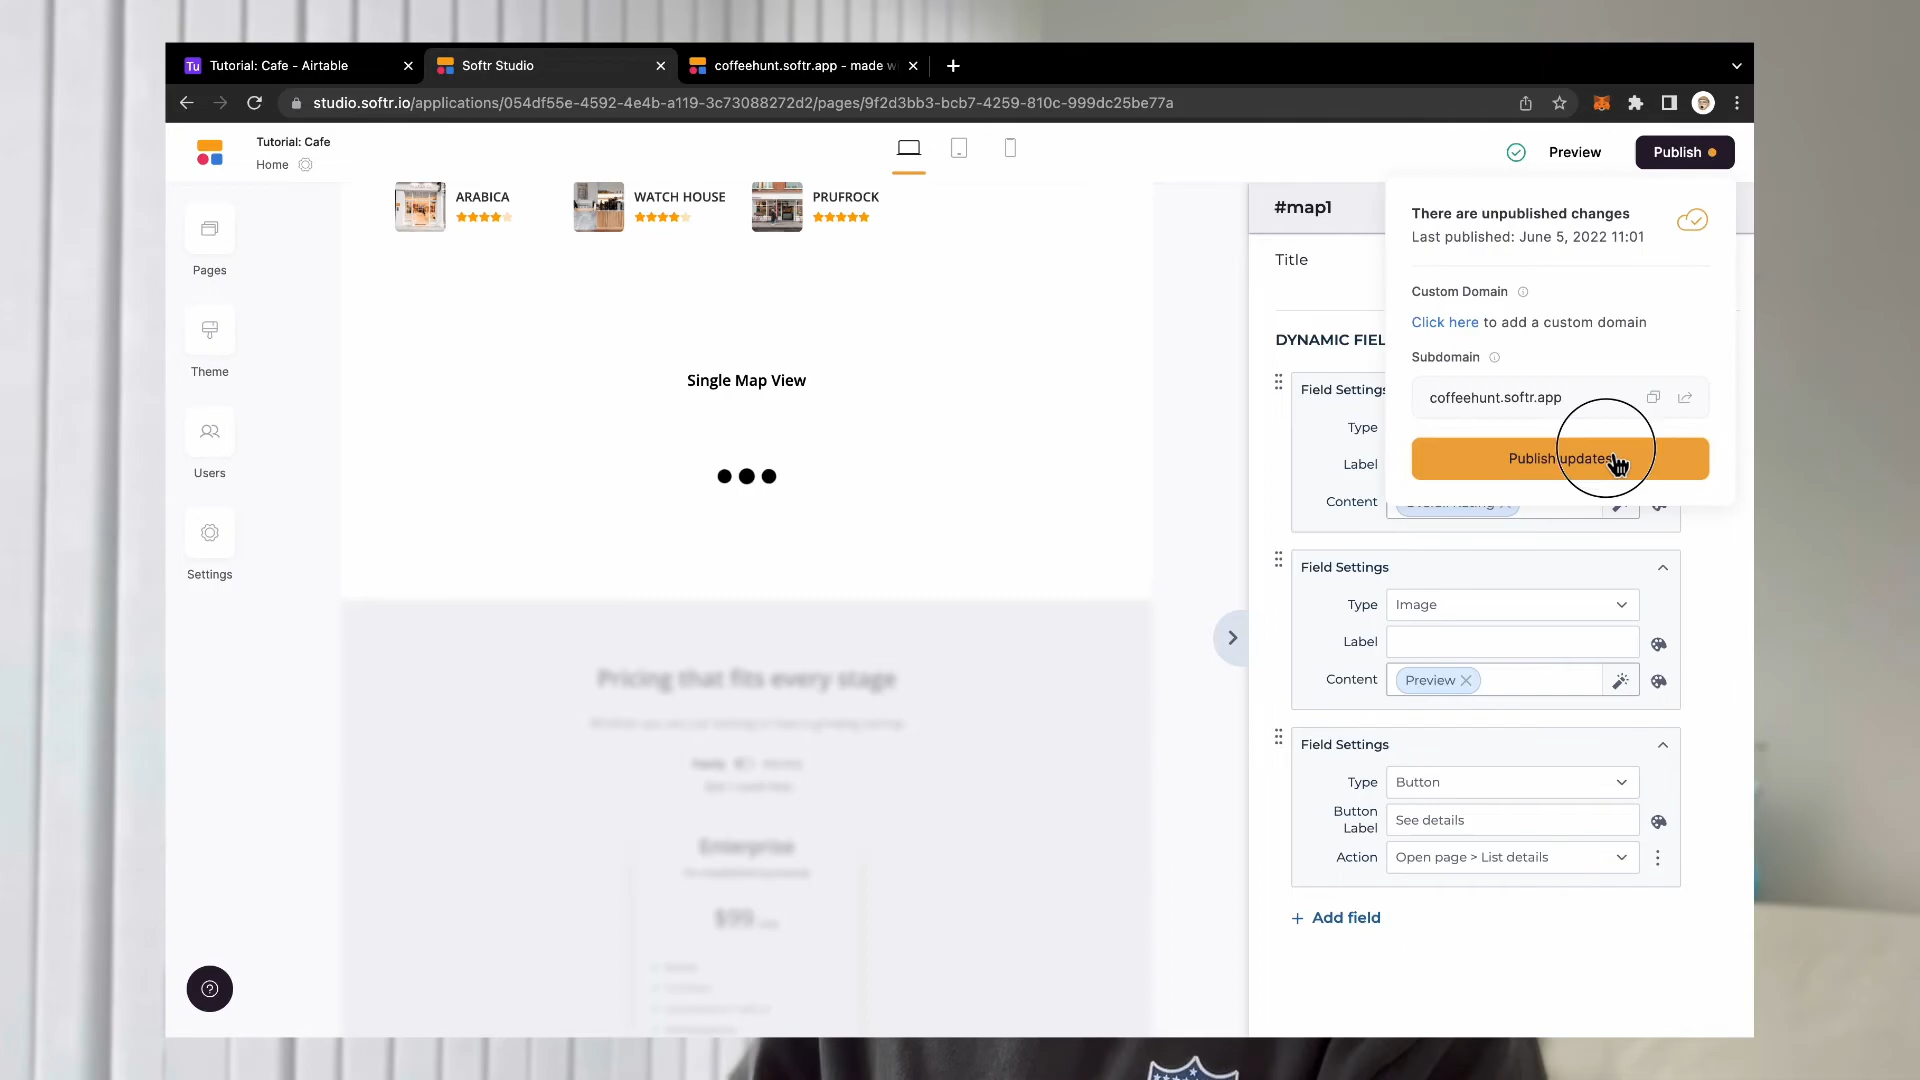 Tu Tutorial: Cafe - Airtable
Softr Studio
coffeehunt.softr.app - made w
studio.softr.io/applications/054df55e-4592-4e4b-a119-3c73088272d2/pages/9f2d3bb3-bcb7-4259-810c-999dc25be77a
Tutorial: Cafe
Home
Preview
Publish
ARABICA
WATCH HOUSE
PRUFROCK
Pages
Theme
Users
Settings
Single Map View
Pricing that fits every stage
Enterprise
$99
#map1
Title
There are unpublished changes
Last published: June 5, 2022 11:01
Custom Domain
Click here to add a custom domain
Subdomain
coffeehunt.softr.app
Publish updates
DYNAMIC FIEL
Field Settings
Type
Label
Content
Field Settings
Type Image
Label
Content Preview
Field Settings
Type Button
Button
Label See details
Action Open page > List details
+ Add field